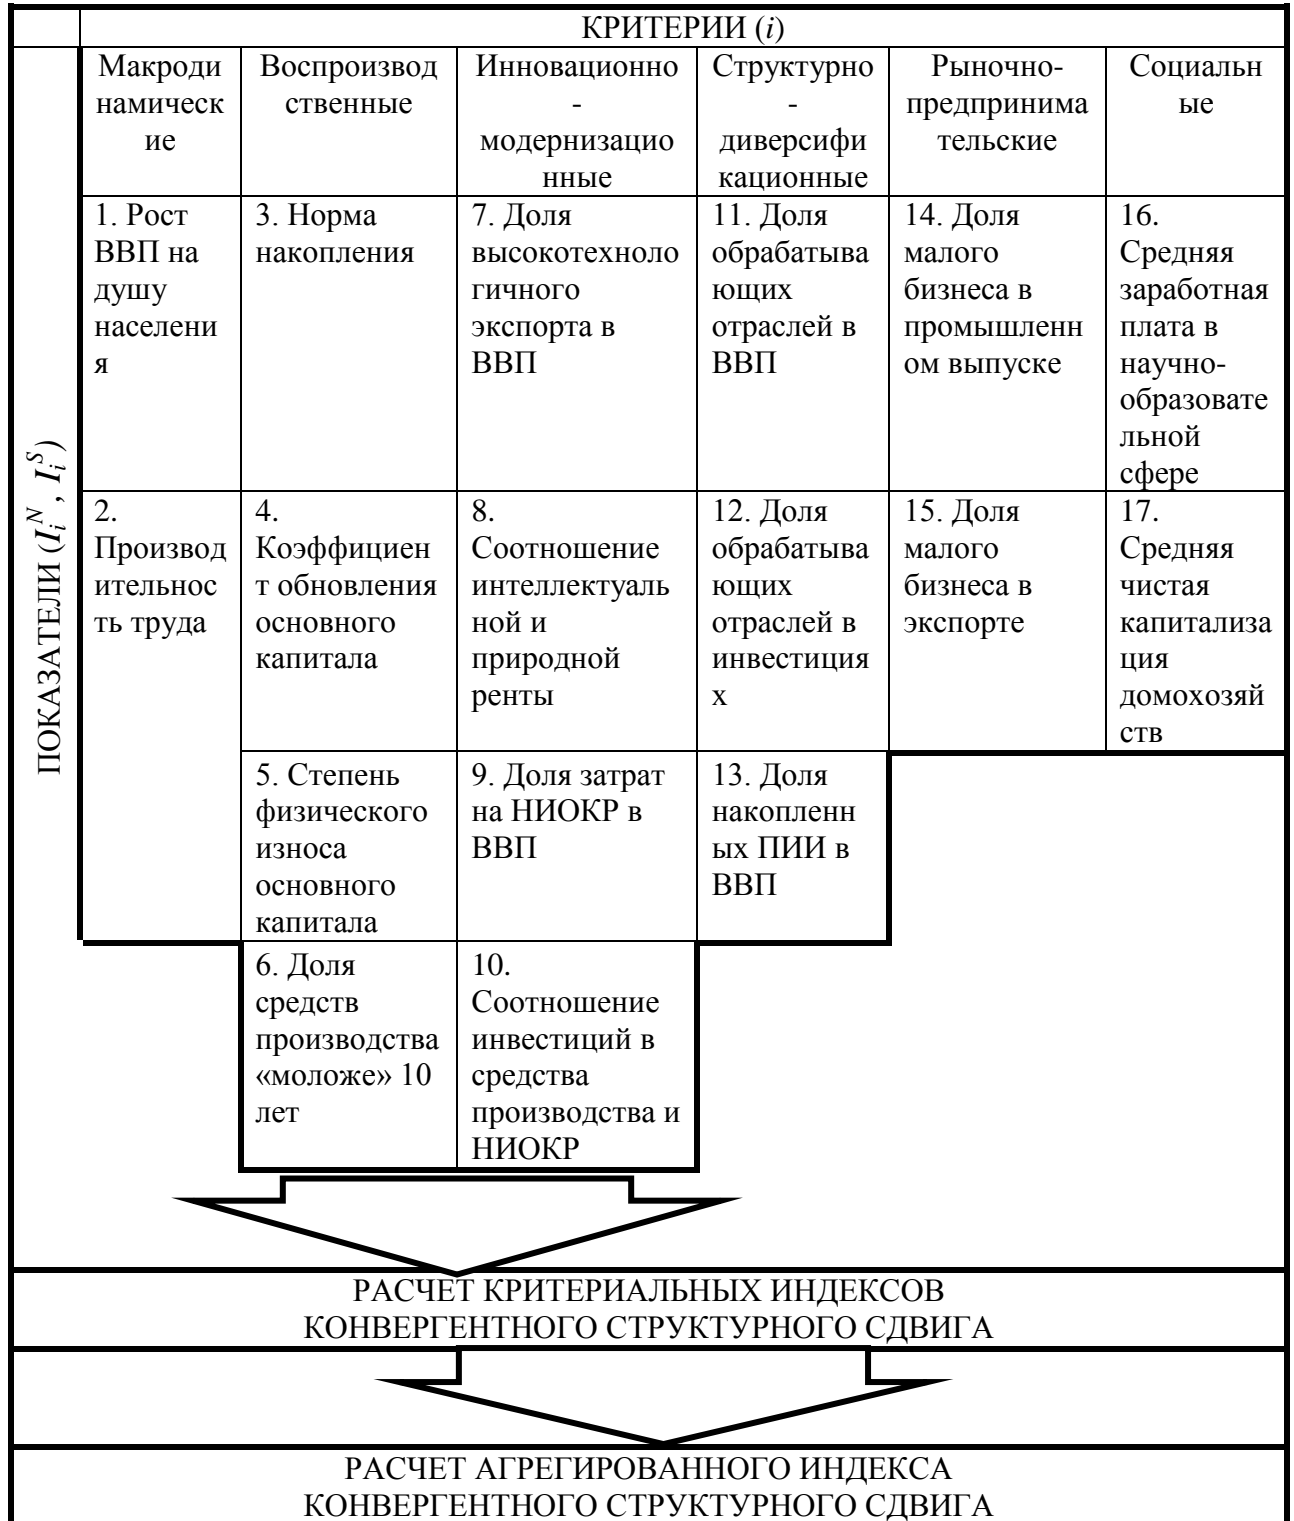 КРИТЕРИИ (i)
Макроди
намическ
ие
Воспроизвод
ственные
Инновационно
-
модернизацио
нные
Структурно
-
диверсифи
кационные
Рыночно-
предпринима
тельские
Социальн
ые
ПОКАЗАТЕЛИ (I_i^N , I_i^S)
1. Рост
ВВП на
душу
населени
я
3. Норма
накопления
7. Доля
высокотехноло
гичного
экспорта в
ВВП
11. Доля
обрабатыва
ющих
отраслей в
ВВП
14. Доля
малого
бизнеса в
промышленн
ом выпуске
16.
Средняя
заработная
плата в
научно-
образовате
льной
сфере
2.
Производ
ительнос
ть труда
4.
Коэффициен
т обновления
основного
капитала
8.
Соотношение
интеллектуаль
ной и
природной
ренты
12. Доля
обрабатыва
ющих
отраслей в
инвестиция
х
15. Доля
малого
бизнеса в
экспорте
17.
Средняя
чистая
капитализа
ция
домохозяй
ств
5. Степень
физического
износа
основного
капитала
9. Доля затрат
на НИОКР в
ВВП
13. Доля
накопленн
ых ПИИ в
ВВП
6. Доля
средств
производства
«моложе» 10
лет
10.
Соотношение
инвестиций в
средства
производства и
НИОКР
РАСЧЕТ КРИТЕРИАЛЬНЫХ ИНДЕКСОВ
КОНВЕРГЕНТНОГО СТРУКТУРНОГО СДВИГА
РАСЧЕТ АГРЕГИРОВАННОГО ИНДЕКСА
КОНВЕРГЕНТНОГО СТРУКТУРНОГО СДВИГА